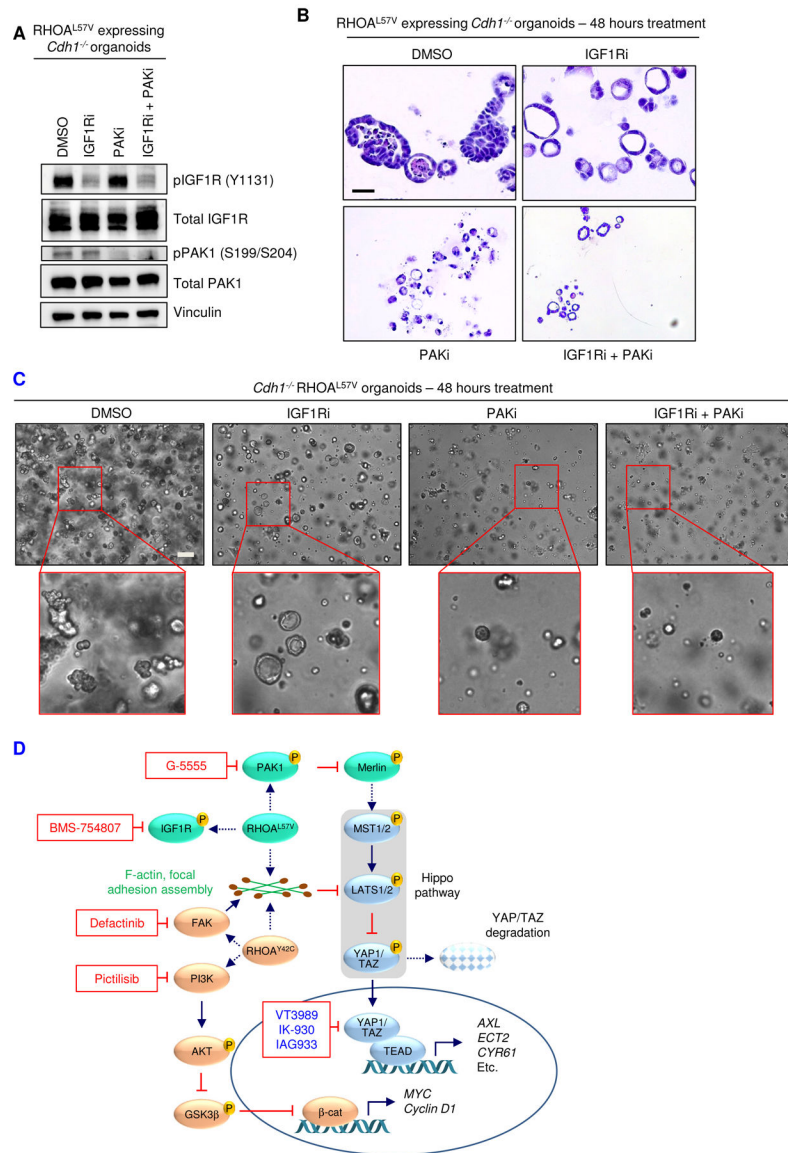 A
RHOA^L57V expressing
Cdh1^-/- organoids
DMSO
IGF1Ri
PAKi
IGF1Ri + PAKi
pIGF1R (Y1131)
Total IGF1R
pPAK1 (S199/S204)
Total PAK1
Vinculin
B
RHOA^L57V expressing Cdh1^-/- organoids – 48 hours treatment
DMSO
IGF1Ri
PAKi
IGF1Ri + PAKi
C
Cdh1^-/- RHOA^L57V organoids – 48 hours treatment
DMSO
IGF1Ri
PAKi
IGF1Ri + PAKi
D
G-5555
PAK1
P
Merlin
P
BMS-754807
IGF1R
P
RHOA^L57V
MST1/2
P
F-actin, focal
adhesion assembly
LATS1/2
P
Hippo
pathway
Defactinib
FAK
RHOA^Y42C
YAP1/
TAZ
P
YAP/TAZ
degradation
Pictilisib
PI3K
VT3989
IK-930
IAG933
YAP1/
TAZ
TEAD
AXL
ECT2
CYR61
Etc.
AKT
P
GSK3β
P
β-cat
MYC
Cyclin D1